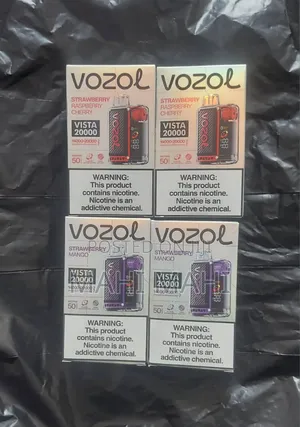 VOZOL
STRAWBERRY
RASPBERRY
CHERRY
VISTA
20000
50
WARNING:
This product
contains nicotine.
Nicotine is an
addictive chemical.
VOZOL
STRAWBERRY
RASPBERRY
CHERRY
VISTA
20000
50
WARNING:
This product
contains nicotine.
Nicotine is an
addictive chemical.
VOZOL
STRAWBERRY
MANGO
VISTA
20000
50
WARNING:
This product
contains nicotine.
Nicotine is an
addictive chemical.
VOZOL
STRAWBERRY
MANGO
VISTA
20000
50
WARNING:
This product
contains nicotine.
Nicotine is an
addictive chemical.